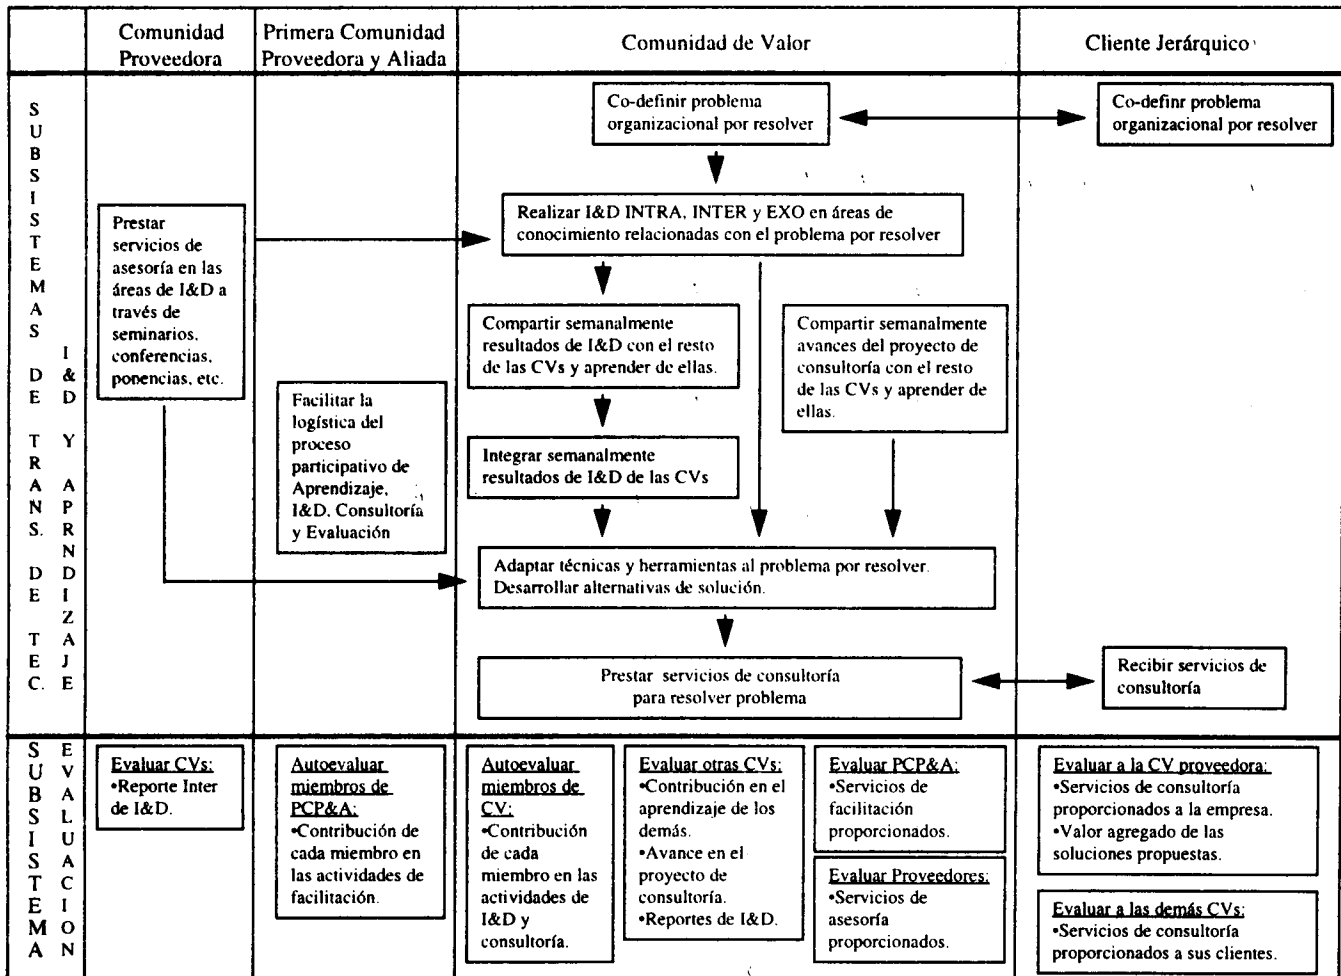 Comunidad
Proveedora
Primera Comunidad
Proveedora y Aliada
Comunidad de Valor
Cliente Jerárquico
SUBSISTEMAS DE TRANS. DE TEC.
I&D Y APRNDIZAJE
Prestar
servicios de
asesoría en las
áreas de I&D a
través de
seminarios,
conferencias,
ponencias, etc.
Facilitar la
logística del
proceso
participativo de
Aprendizaje,
I&D, Consultoría
y Evaluación
Co-definir problema
organizacional por resolver
Co-definr problema
organizacional por resolver
Realizar I&D INTRA, INTER y EXO en áreas de
conocimiento relacionadas con el problema por resolver
Compartir semanalmente
resultados de I&D con el resto
de las CVs y aprender de ellas.
Compartir semanalmente
avances del proyecto de
consultoría con el resto
de las CVs y aprender de
ellas.
Integrar semanalmente
resultados de I&D de las CVs
Adaptar técnicas y herramientas al problema por resolver.
Desarrollar alternativas de solución.
Prestar servicios de consultoría
para resolver problema
Recibir servicios de
consultoría
SUBSISTEMA
EVALUACION
Evaluar CVs:
•Reporte Inter
de I&D.
Autoevaluar
miembros de
PCP&A:
•Contribución de
cada miembro en
las actividades de
facilitación.
Autoevaluar
miembros de
CV:
•Contribución
de cada
miembro en las
actividades de
I&D y
consultoría.
Evaluar otras CVs:
•Contribución en el
aprendizaje de los
demás.
•Avance en el
proyecto de
consultoría.
•Reportes de I&D.
Evaluar PCP&A:
•Servicios de
facilitación
proporcionados.
Evaluar Proveedores:
•Servicios de
asesoría
proporcionados.
Evaluar a la CV proveedora:
•Servicios de consultoría
proporcionados a la empresa.
•Valor agregado de las
soluciones propuestas.
Evaluar a las demás CVs:
•Servicios de consultoría
proporcionados a sus clientes.